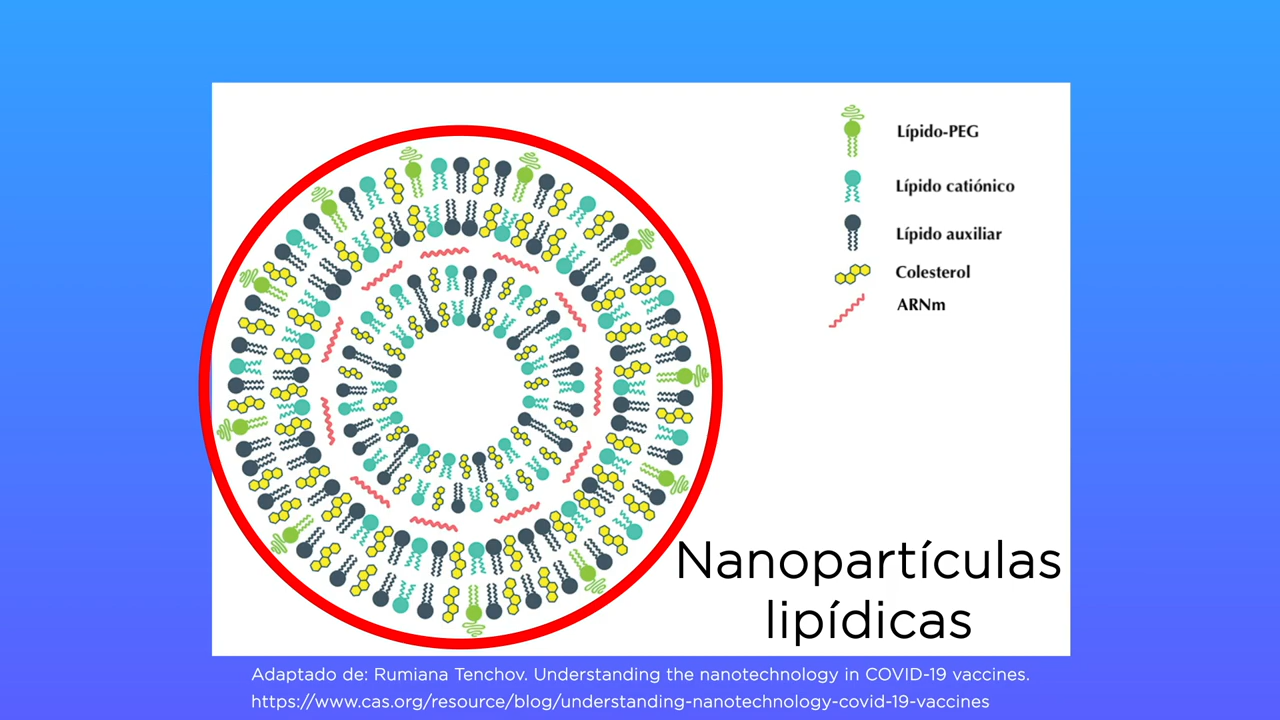 Lípido-PEG
Lípido catiónico
Lípido auxiliar
Colesterol
ARNm
Nanopartículas
lipídicas
Adaptado de: Rumiana Tenchov. Understanding the nanotechnology in COVID-19 vaccines.
https://www.cas.org/resource/blog/understanding-nanotechnology-covid-19-vaccines